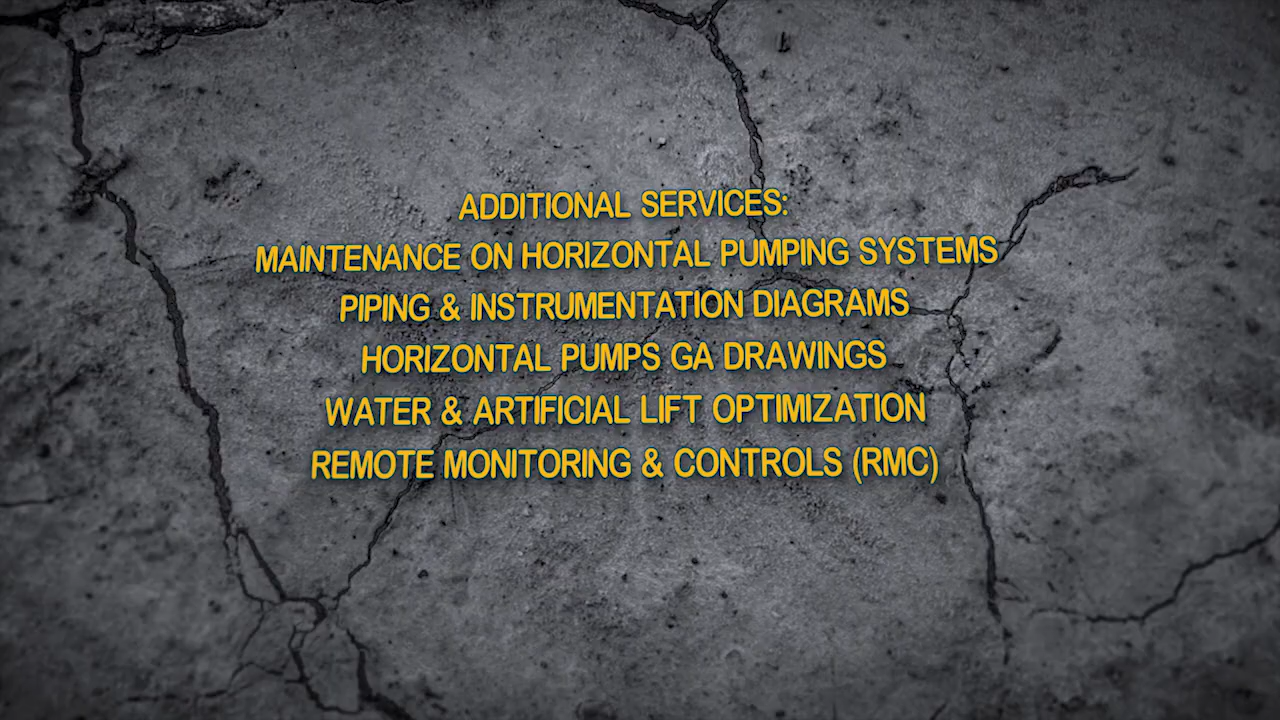 ADDITIONAL SERVICES:
MAINTENANCE ON HORIZONTAL PUMPING SYSTEMS
PIPING & INSTRUMENTATION DIAGRAMS
HORIZONTAL PUMPS GA DRAWINGS
WATER & ARTIFICIAL LIFT OPTIMIZATION
REMOTE MONITORING & CONTROLS (RMC)